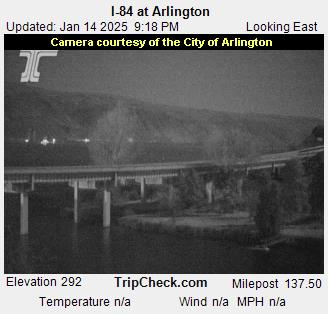 I-84 at Arlington
Updated: Jan 14 2025 9:18 PM Looking East
Camera courtesy of the City of Arlington
Elevation 292 TripCheck.com Milepost 137.50
Temperature n/a Wind n/a MPH n/a